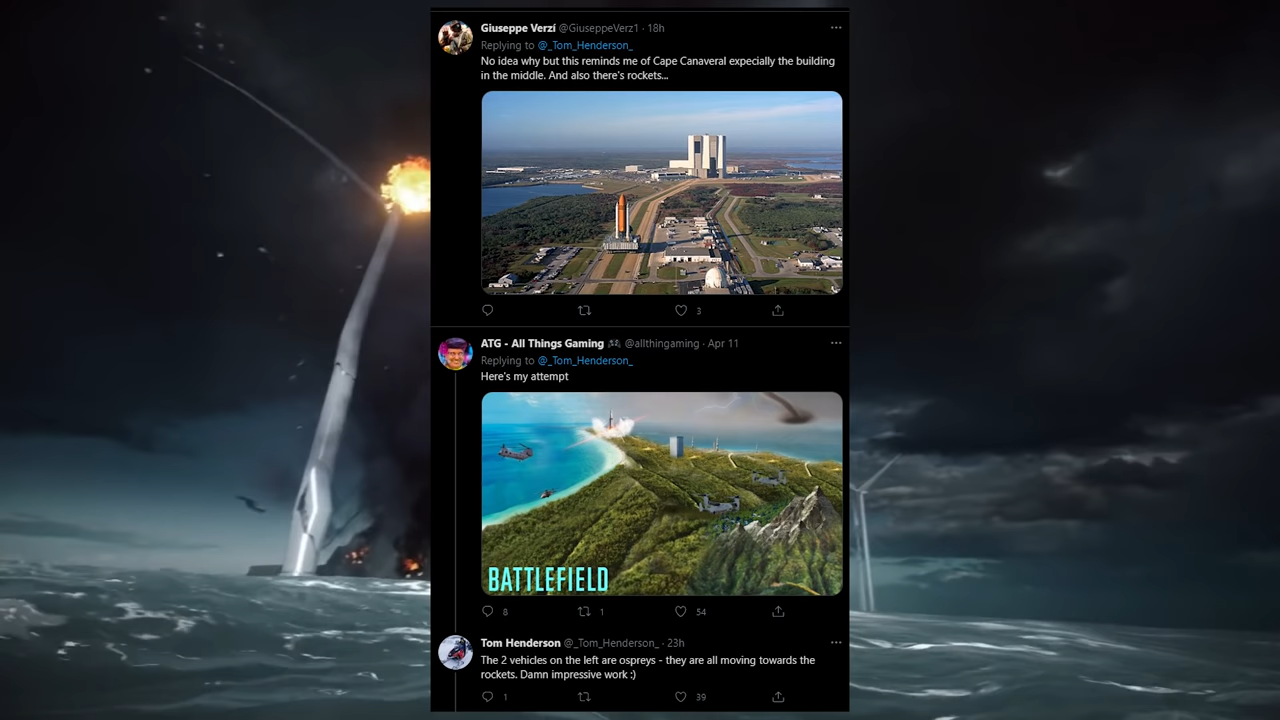 Giuseppe Verzí @GiuseppeVerz1 · 18h
Replying to @_Tom_Henderson_
No idea why but this reminds me of Cape Canaveral expecially the building
in the middle. And also there's rockets...
3
ATG - All Things Gaming 🎮 @allthingaming · Apr 11
Replying to @_Tom_Henderson_
Here's my attempt
BATTLEFIELD
8 1 54
Tom Henderson @_Tom_Henderson_ · 23h
The 2 vehicles on the left are ospreys - they are all moving towards the
rockets. Damn impressive work :)
1 39